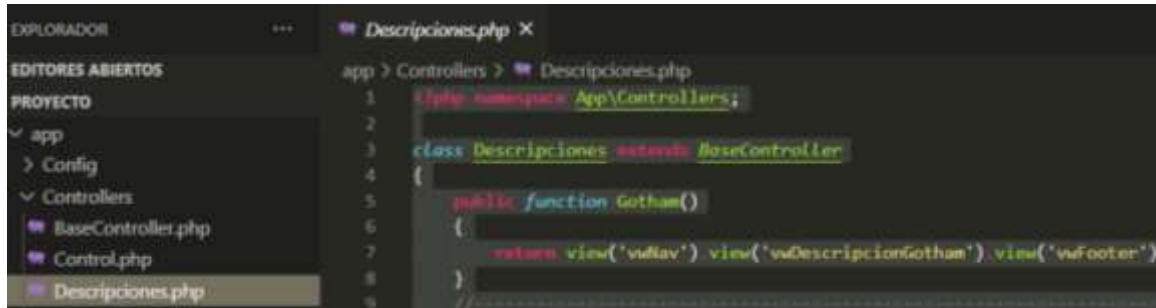 EXPLORADOR ...
EDITORES ABIERTOS
PROYECTO
app
Config
Controllers
BaseController.php
Control.php
Descripciones.php
Descripciones.php ×
app > Controllers > Descripciones.php
1 <?php namespace App\Controllers;
2
3 class Descripciones extends BaseController
4 {
5 public function Gotham()
6 {
7 return view('vwNav').view('vwDescripcionGotham').view('vwFooter')
8 }
9 //--------------------------------